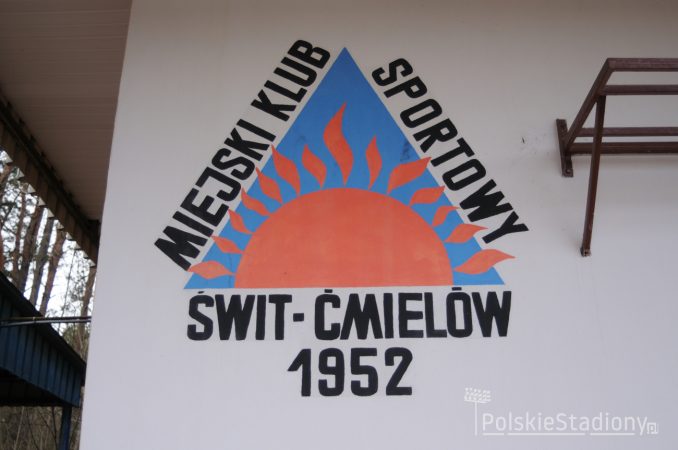 MIEJSKI KLUB
SPORTOWY
ŚWIT-ĆMIELÓW
1952
PolskieStadiony.pl